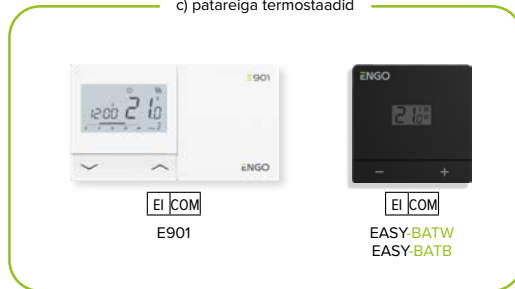 c) patareiga termostaadid
E901
12:00 21.0
ENGO
ENGO
21.0
EI COM
E901
EI COM
EASY-BATW
EASY-BATB